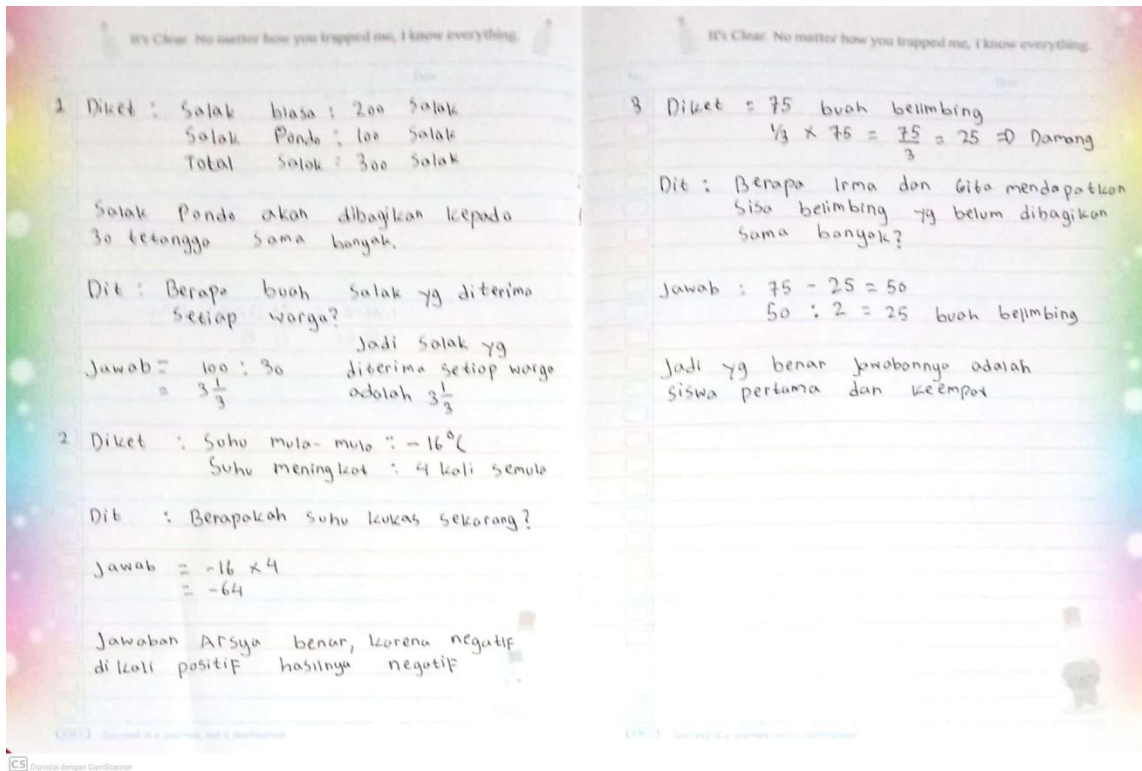 It's Clear. No matter how you trapped me, I know everything.
1 Diket : Salak biasa : 200 Salak
Salak Pondo : 100 Salak
Total Salak : 300 Salak
Salak Pondo akan dibagikan kepada
30 tetangga sama banyak.
Dit : Berapa buah salak yg diterima
setiap warga?
Jawab = 100 : 30
= 3 1/3
Jadi salak yg
diterima setiap warga
adalah 3 1/3
2 Diket : Suhu mula-mula : -16°C
Suhu meningkat : 4 kali semula
Dit : Berapakah suhu kulkas sekarang?
Jawab = -16 x 4
= -64
Jawaban Arsya benar, karena negatif
di kali positif hasilnya negatif
It's Clear. No matter how you trapped me, I know everything.
3 Diket = 75 buah belimbing
1/3 x 75 = 75/3 = 25 => Damang
Dit : Berapa Irma dan Gita mendapatkan
sisa belimbing yg belum dibagikan
sama banyak?
Jawab : 75 - 25 = 50
50 : 2 = 25 buah belimbing
Jadi yg benar jawabannya adalah
siswa pertama dan keempat
CS Dipindai dengan CamScanner